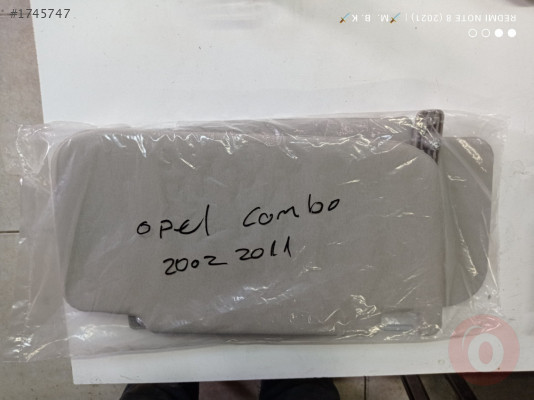 #1745747
REDMI NOTE 8 (2021) | M. B. K.
opel combo
2002 2011